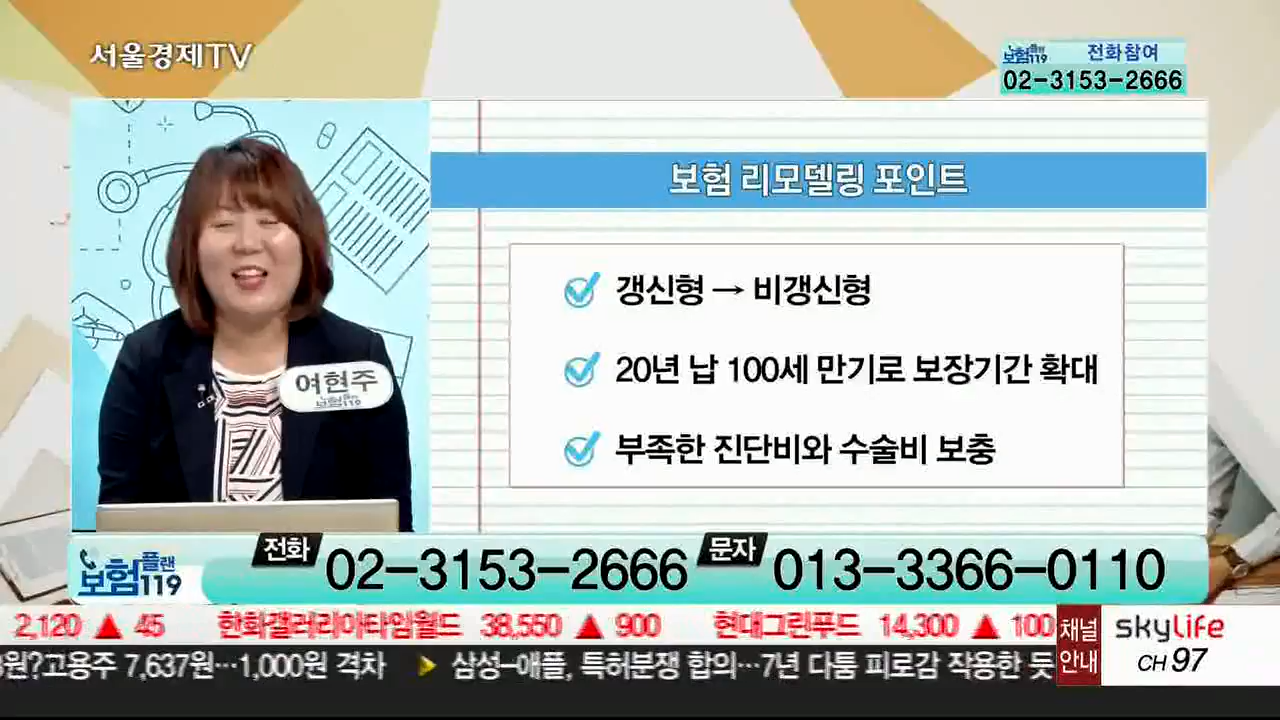 서울경제TV
보험플랜119 전화참여
02-3153-2666
보험 리모델링 포인트
갱신형 → 비갱신형
20년 납 100세 만기로 보장기간 확대
부족한 진단비와 수술비 보충
여현주
보험플랜119
보험플랜119 전화 02-3153-2666 문자 013-3366-0110
2,120 ▲ 45 한화갤러리아타임월드 38,550 ▲ 900 현대그린푸드 14,300 ▲ 100
원?고용주 7,637원…1,000원 격차 ▶ 삼성-애플, 특허분쟁 합의…7년 다툼 피로감 작용한 듯
채널안내 skylife CH 97